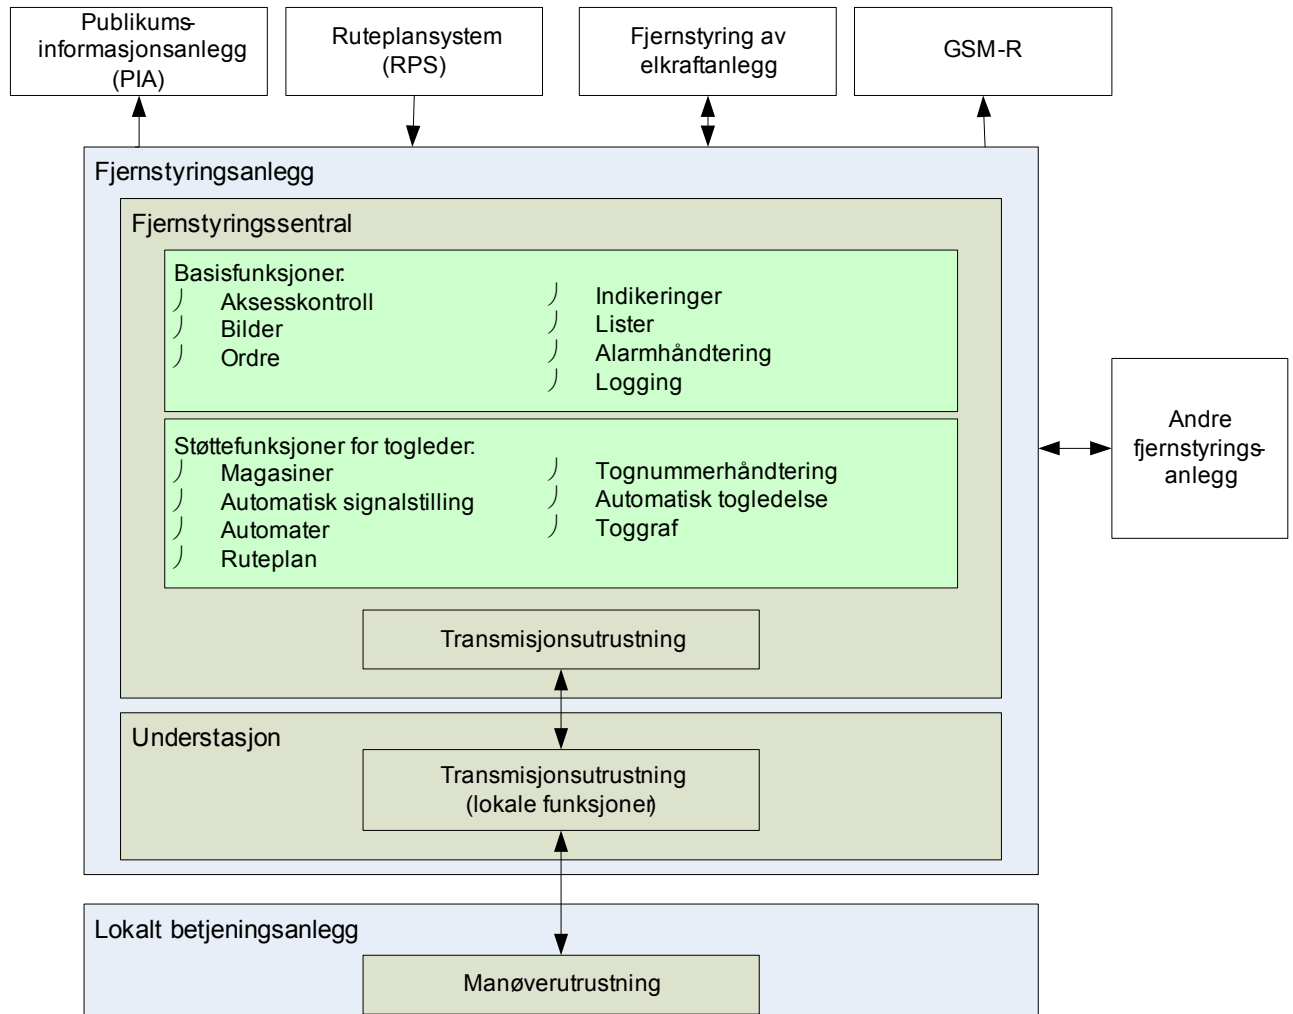 Publikums-
informasjonsanlegg
(PIA)
Ruteplansystem
(RPS)
Fjernstyring av
elkraftanlegg
GSM-R
Fjernstyringsanlegg
Fjernstyringssentral
Basisfunksjoner:
Aksesskontroll
Bilder
Ordre
Indikeringer
Lister
Alarmhåndtering
Logging
Støttefunksjoner for togleder:
Magasiner
Automatisk signalstilling
Automater
Ruteplan
Tognummerhåndtering
Automatisk togledelse
Toggraf
Transmisjonsutrustning
Andre
fjernstyrings-
anlegg
Understasjon
Transmisjonsutrustning
(lokale funksjoner)
Lokalt betjeningsanlegg
Manøverutrustning